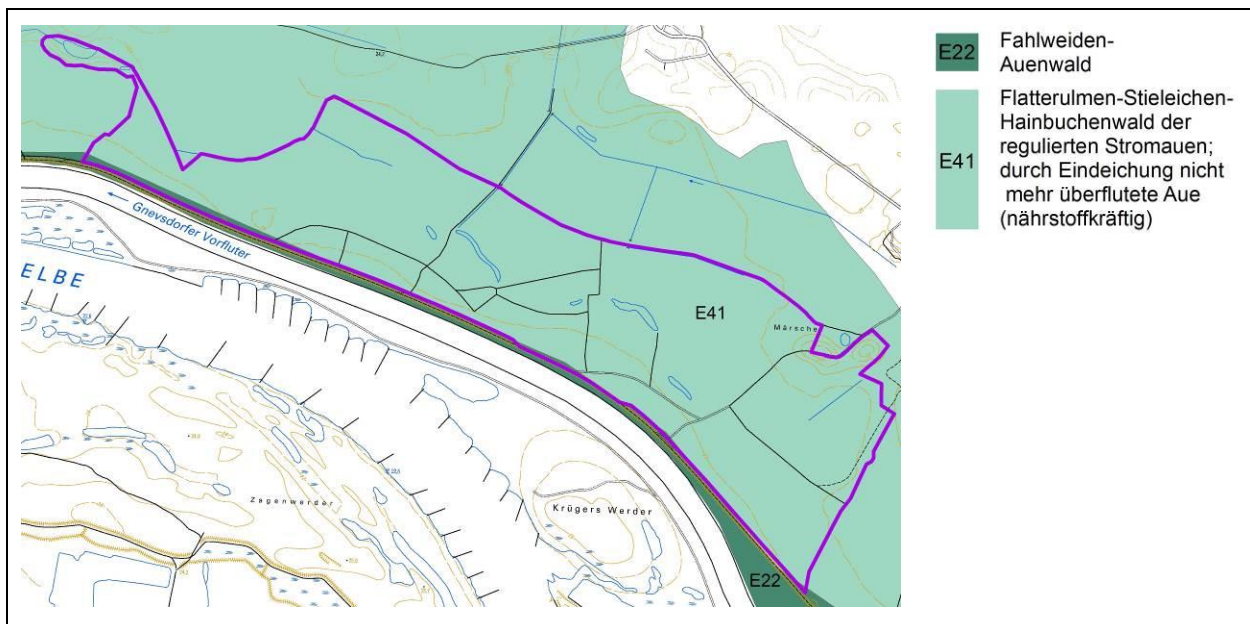 Gnevsdorfer Vorfluter
ELBE
E41
Märsche
Zagenwerder
Krügers Werder
E22
E22
Fahlweiden-
Auenwald
E41
Flatterulmen-Stieleichen-
Hainbuchenwald der
regulierten Stromauen;
durch Eindeichung nicht
mehr überflutete Aue
(nährstoffkräftig)